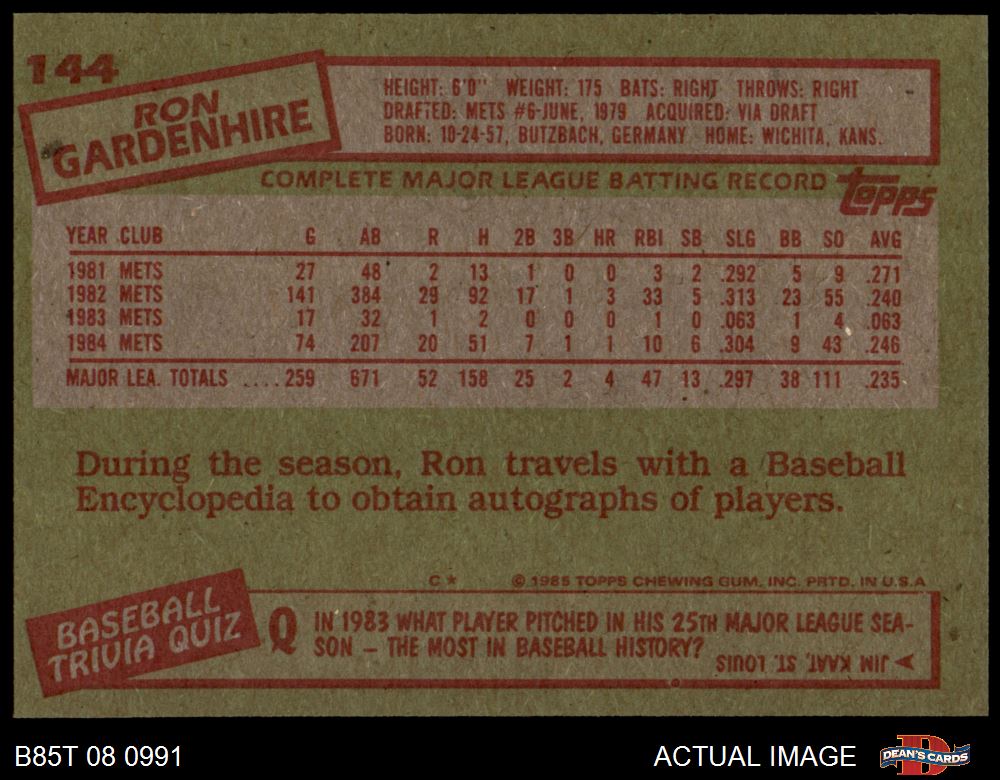 144
RON
GARDENHIRE
HEIGHT: 6'0" WEIGHT: 175 BATS: RIGHT THROWS: RIGHT
DRAFTED: METS #6-JUNE, 1979 ACQUIRED: VIA DRAFT
BORN: 10-24-57, BUTZBACH, GERMANY HOME: WICHITA, KANS.
COMPLETE MAJOR LEAGUE BATTING RECORD
topps
YEAR CLUB G AB R H 2B 3B HR RBI SB SLG BB SO AVG
1981 METS 27 48 2 13 1 0 0 3 2 .292 5 9 .271
1982 METS 141 384 29 92 17 1 3 33 5 .313 23 55 .240
1983 METS 17 32 1 2 0 0 0 1 0 .063 1 4 .063
1984 METS 74 207 20 51 7 1 1 10 6 .304 9 43 .246
MAJOR LEA. TOTALS ....259 671 52 158 25 2 4 47 13 .297 38 111 .235
During the season, Ron travels with a Baseball
Encyclopedia to obtain autographs of players.
C * © 1985 TOPPS CHEWING GUM, INC. PRTD. IN U.S.A
BASEBALL
TRIVIA QUIZ
Q IN 1983 WHAT PLAYER PITCHED IN HIS 25TH MAJOR LEAGUE SEA-
SON – THE MOST IN BASEBALL HISTORY?
JIM KAAT, ST. LOUIS
B85T 08 0991 ACTUAL IMAGE DEAN'S CARDS